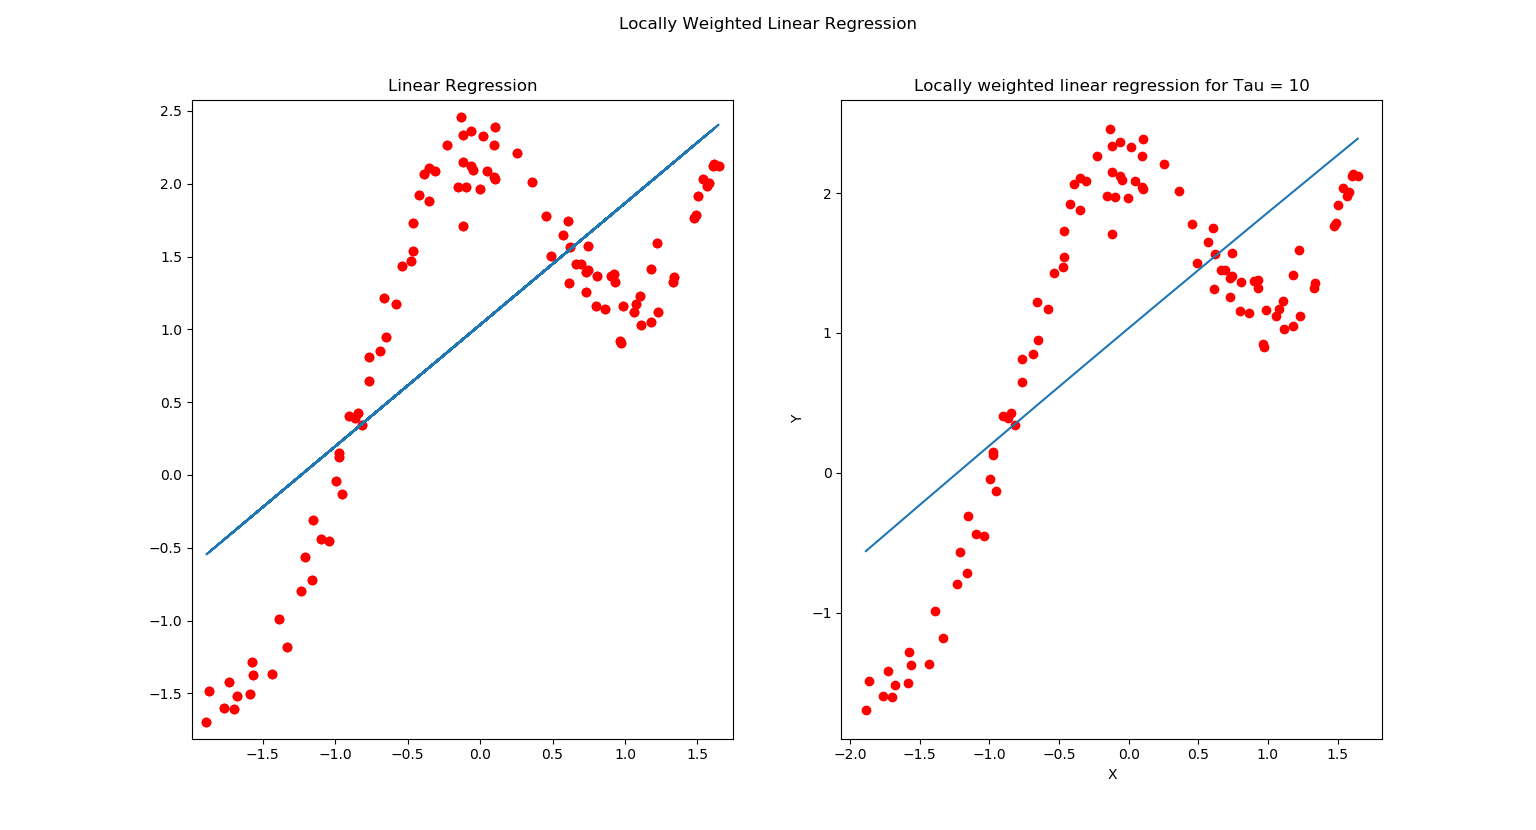 Locally Weighted Linear Regression
Linear Regression
2.5
2.0
1.5
1.0
0.5
0.0
−0.5
−1.0
−1.5
−1.5 −1.0 −0.5 0.0 0.5 1.0 1.5
Locally weighted linear regression for Tau = 10
Y
2
1
0
−1
−2.0 −1.5 −1.0 −0.5 0.0 0.5 1.0 1.5
X